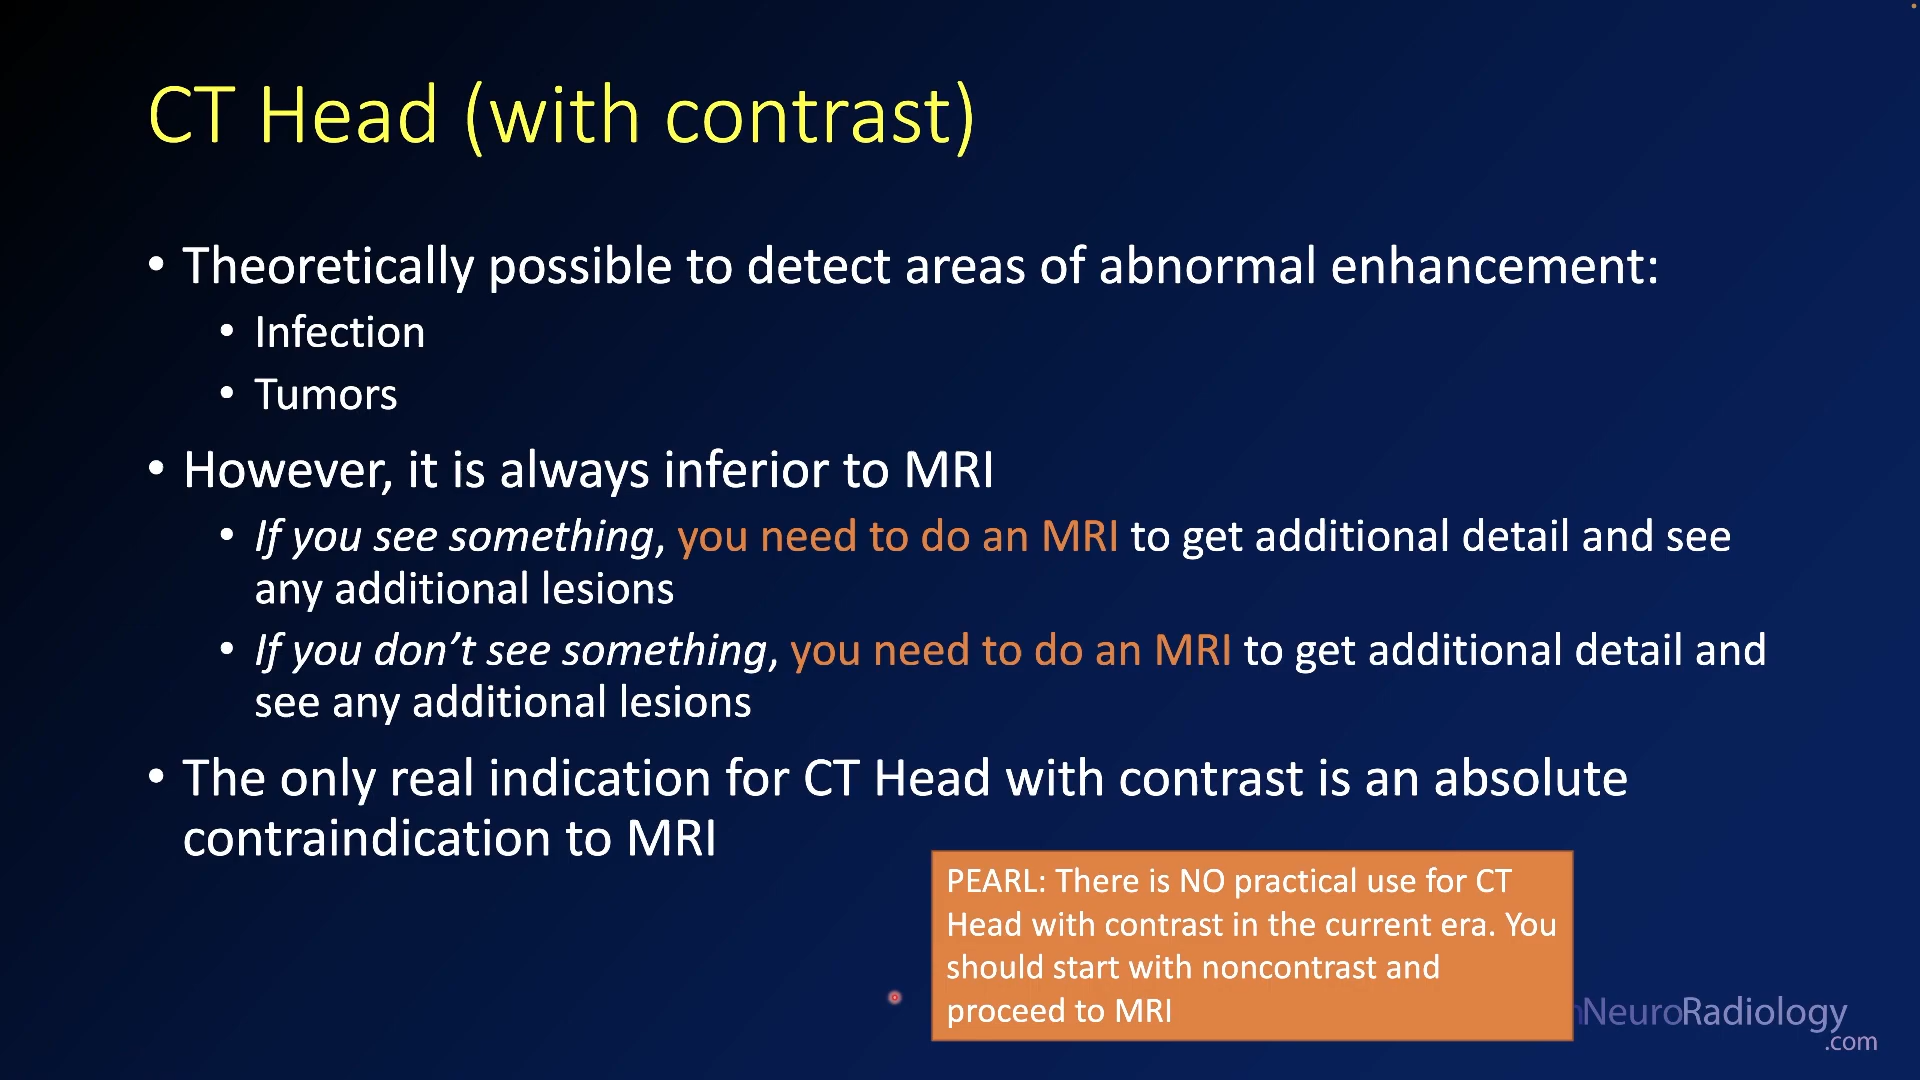 CT Head (with contrast)
• Theoretically possible to detect areas of abnormal enhancement:
• Infection
• Tumors
• However, it is always inferior to MRI
• If you see something, you need to do an MRI to get additional detail and see
any additional lesions
• If you don’t see something, you need to do an MRI to get additional detail and
see any additional lesions
• The only real indication for CT Head with contrast is an absolute
contraindication to MRI
PEARL: There is NO practical use for CT
Head with contrast in the current era. You
should start with noncontrast and
proceed to MRI
NeuroRadiology
.com